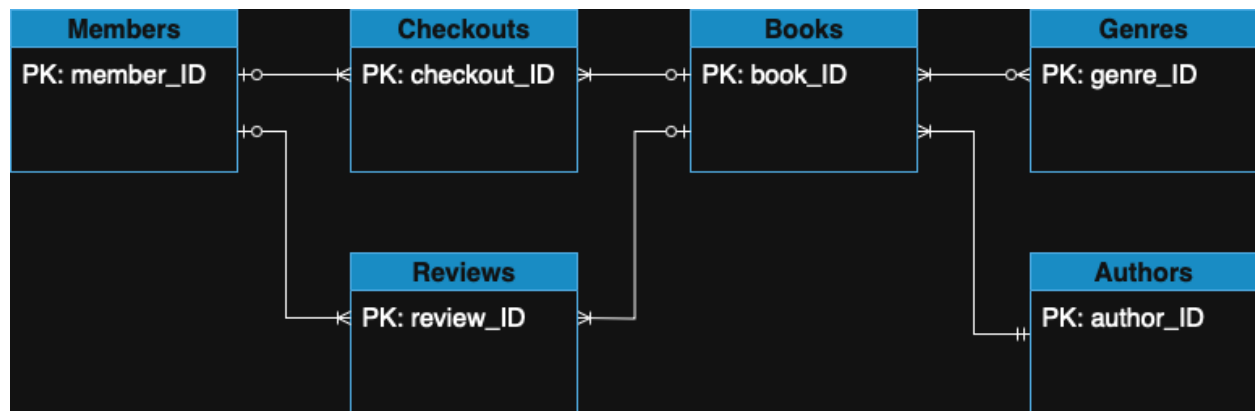 Members
PK: member_ID
Checkouts
PK: checkout_ID
Books
PK: book_ID
Genres
PK: genre_ID
Reviews
PK: review_ID
Authors
PK: author_ID